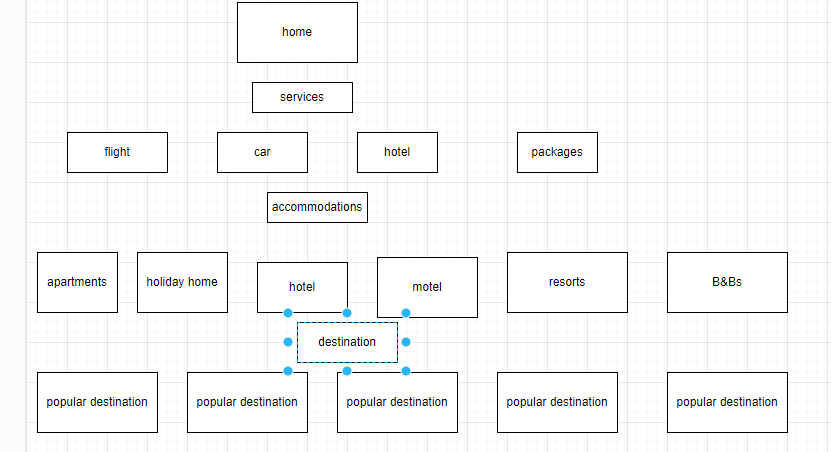 home
services
flight
car
hotel
packages
accommodations
apartments
holiday home
hotel
motel
resorts
B&Bs
destination
popular destination
popular destination
popular destination
popular destination
popular destination